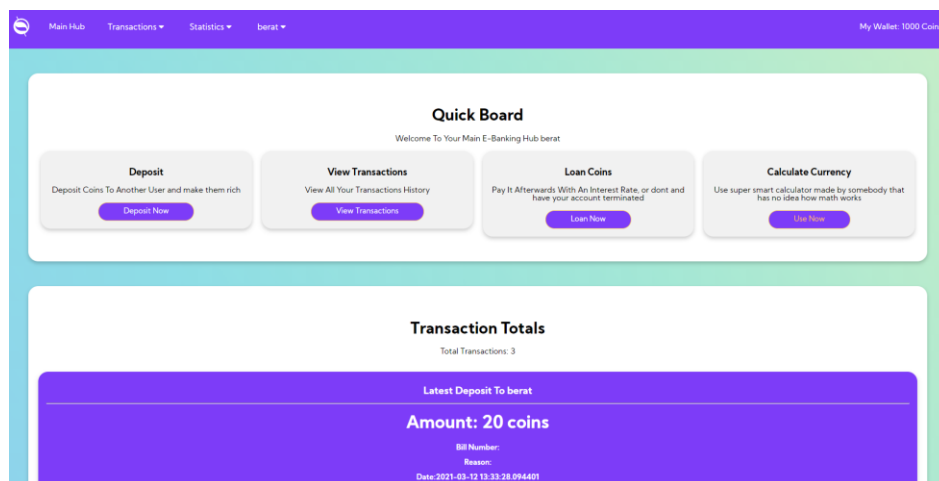 Main Hub
Transactions
Statistics
berat
My Wallet: 1000 Coin
Quick Board
Welcome To Your Main E-Banking Hub berat
Deposit
Deposit Coins To Another User and make them rich
Deposit Now
View Transactions
View All Your Transactions History
View Transactions
Loan Coins
Pay It Afterwards With An Interest Rate, or dont and
have your account terminated
Loan Now
Calculate Currency
Use super smart calculator made by somebody that
has no idea how math works
Use Now
Transaction Totals
Total Transactions: 3
Latest Deposit To berat
Amount: 20 coins
Bill Number:
Reason:
Date:2021-03-12 13:33:28.094401